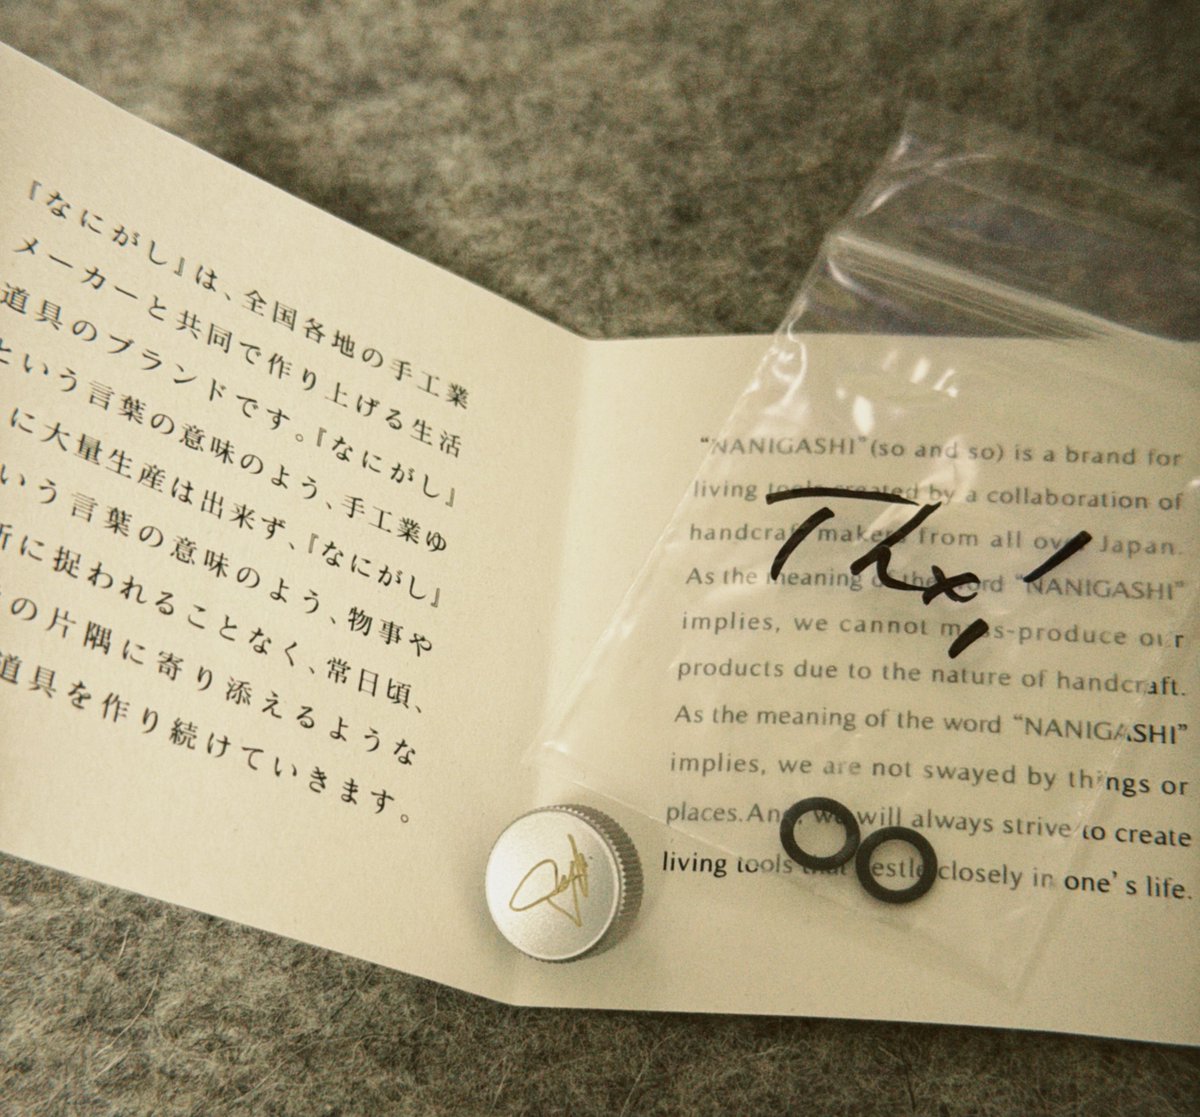 『なにがし』は、全国各地の手工業
メーカーと共同で作り上げる生活
道具のブランドです。『なにがし』
という言葉の意味のよう、手工業ゆ
に大量生産は出来ず、『なにがし』
いう言葉の意味のよう、物事や
所に捉われることなく、常日頃、
の片隅に寄り添えるような
道具を作り続けていきます。
“NANIGASHI”(so and so) is a brand for
living tools created by a collaboration of
handcraft makers from all over Japan.
As the meaning of the word “NANIGASHI”
implies, we cannot mass-produce our
products due to the nature of handcraft.
As the meaning of the word “NANIGASHI”
implies, we are not swayed by things or
places.And, we will always strive to create
living tools that nestle closely in one’s life.
Thx!